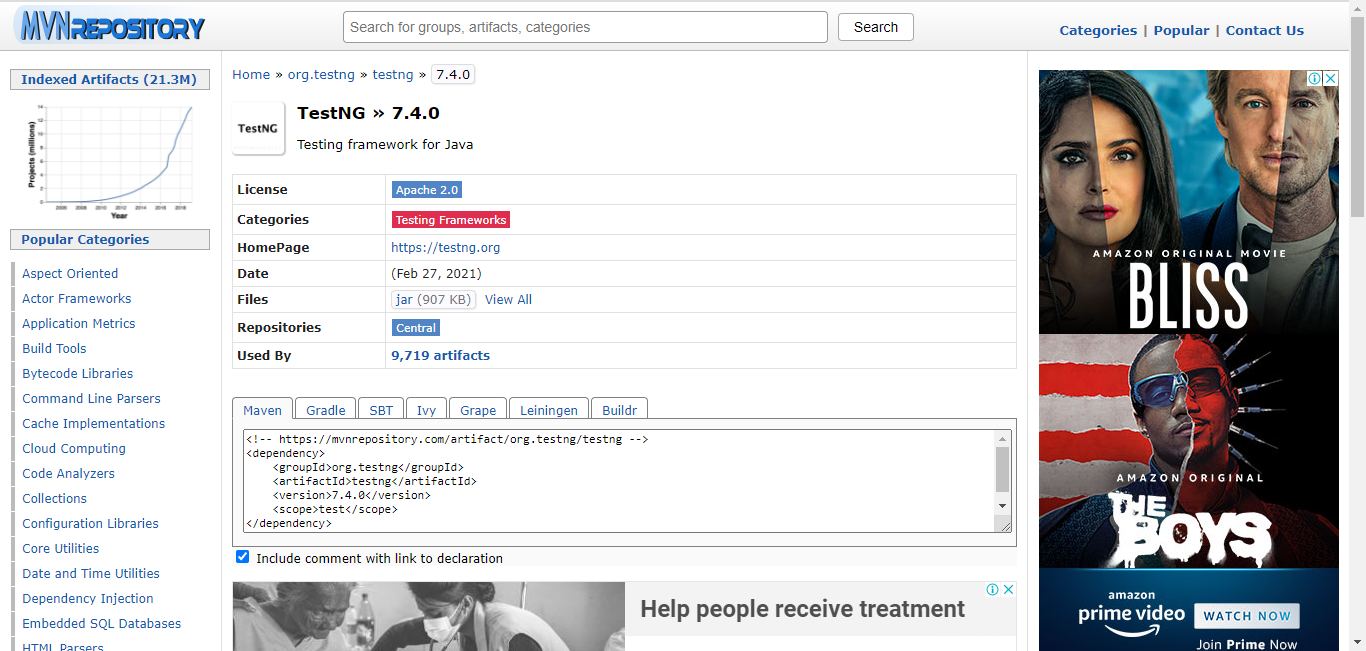 MVNREPOSITORY
Search for groups, artifacts, categories
Search
Categories | Popular | Contact Us
Indexed Artifacts (21.3M)
Projects (millions)
14
12
10
8
6
4
2
0
2006 2008 2010 2012 2014 2016 2018
Year
Popular Categories
Aspect Oriented
Actor Frameworks
Application Metrics
Build Tools
Bytecode Libraries
Command Line Parsers
Cache Implementations
Cloud Computing
Code Analyzers
Collections
Configuration Libraries
Core Utilities
Date and Time Utilities
Dependency Injection
Embedded SQL Databases
HTML Parsers
Home » org.testng » testng » 7.4.0
TestNG
TestNG » 7.4.0
Testing framework for Java
License Apache 2.0
Categories Testing Frameworks
HomePage https://testng.org
Date (Feb 27, 2021)
Files jar (907 KB) View All
Repositories Central
Used By 9,719 artifacts
Maven Gradle SBT Ivy Grape Leiningen Buildr
<!-- https://mvnrepository.com/artifact/org.testng/testng -->
<dependency>
    <groupId>org.testng</groupId>
    <artifactId>testng</artifactId>
    <version>7.4.0</version>
    <scope>test</scope>
</dependency>
Include comment with link to declaration
Help people receive treatment
AMAZON ORIGINAL MOVIE
BLISS
AMAZON ORIGINAL
THE BOYS
amazon
prime video
WATCH NOW
Join Prime Now